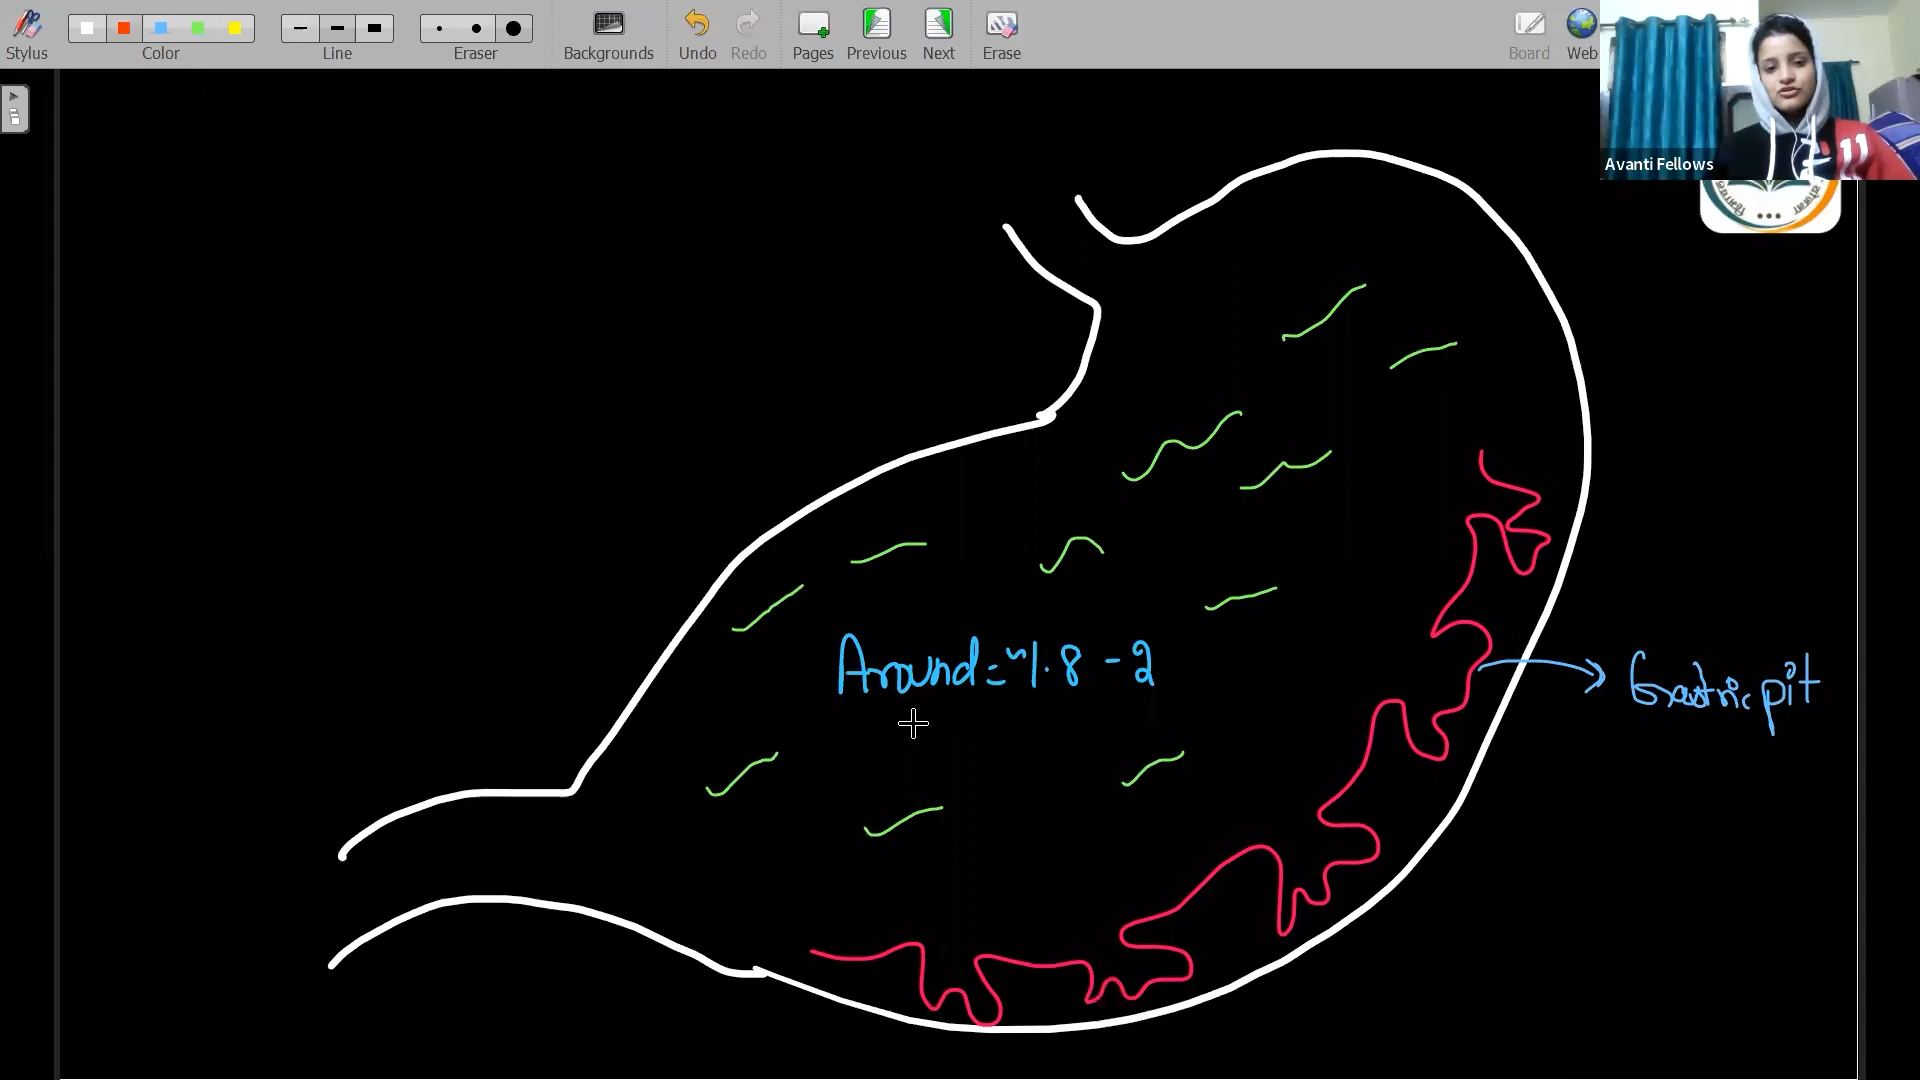 Stylus
Color
Line
Eraser
Backgrounds
Undo
Redo
Pages
Previous
Next
Erase
Board
Web
11
Avanti Fellows
Around = ~1.8 - 2
Gastric pit